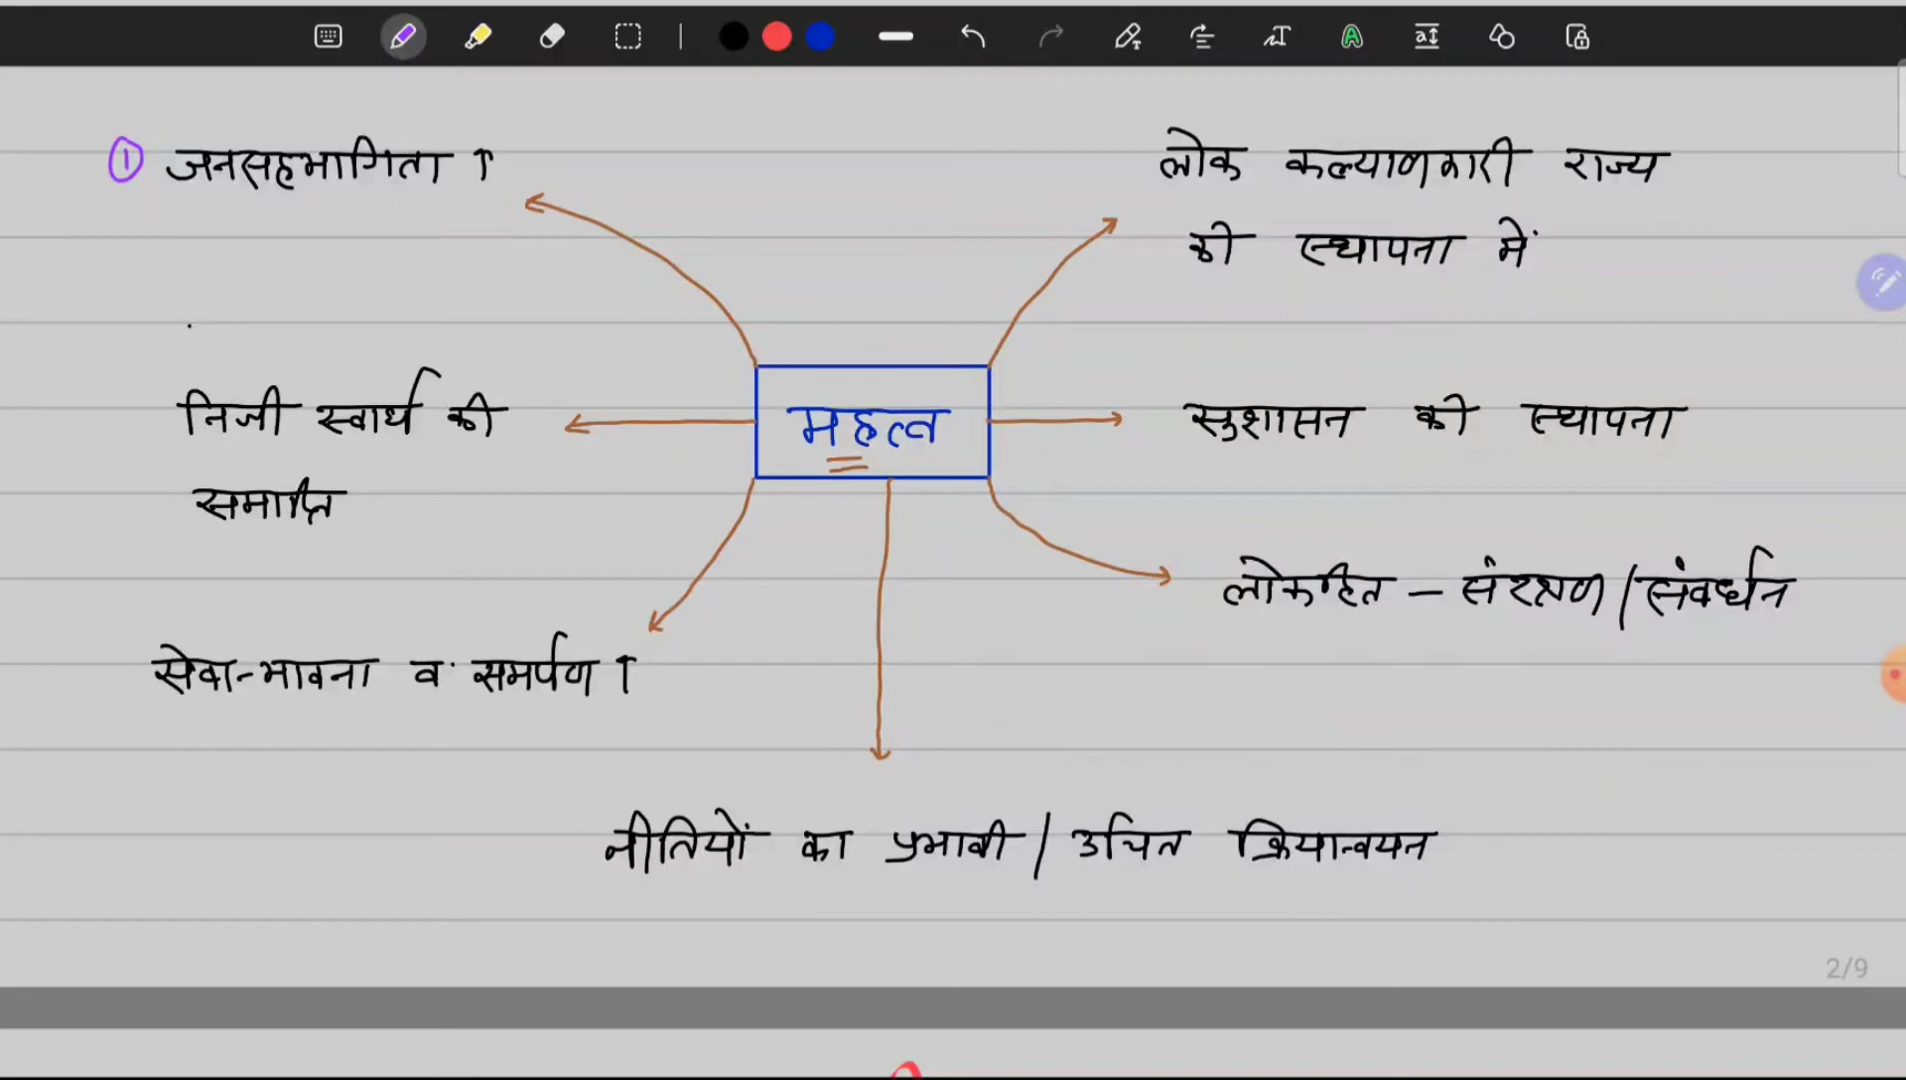 ① जनसहभागिता ↑
लोक कल्याणकारी राज्य
की स्थापना में
निजी स्वार्थ की
समाप्ति
महत्व
सुशासन की स्थापना
लोकहित – संरक्षण / संवर्धन
सेवा-भावना व समर्पण ↑
नीतियों का प्रभावी / उचित क्रियान्वयन
2/9